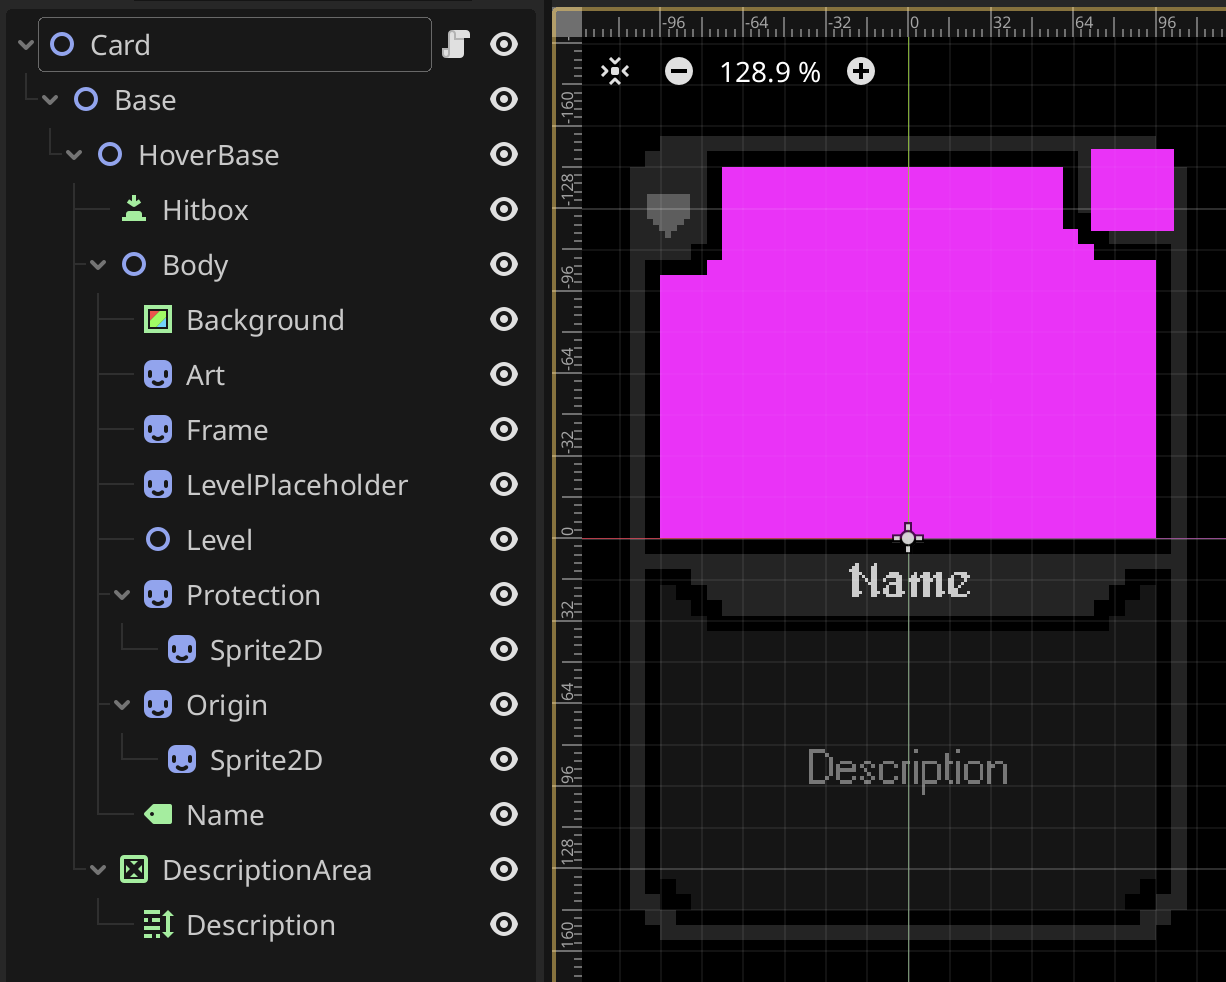 Card
Base
HoverBase
Hitbox
Body
Background
Art
Frame
LevelPlaceholder
Level
Protection
Sprite2D
Origin
Sprite2D
Name
DescriptionArea
Description
-96 -64 -32 0 32 64 96
128.9 %
-160
-128
-96
-64
-32
0
32
64
96
128
160
Name
Description